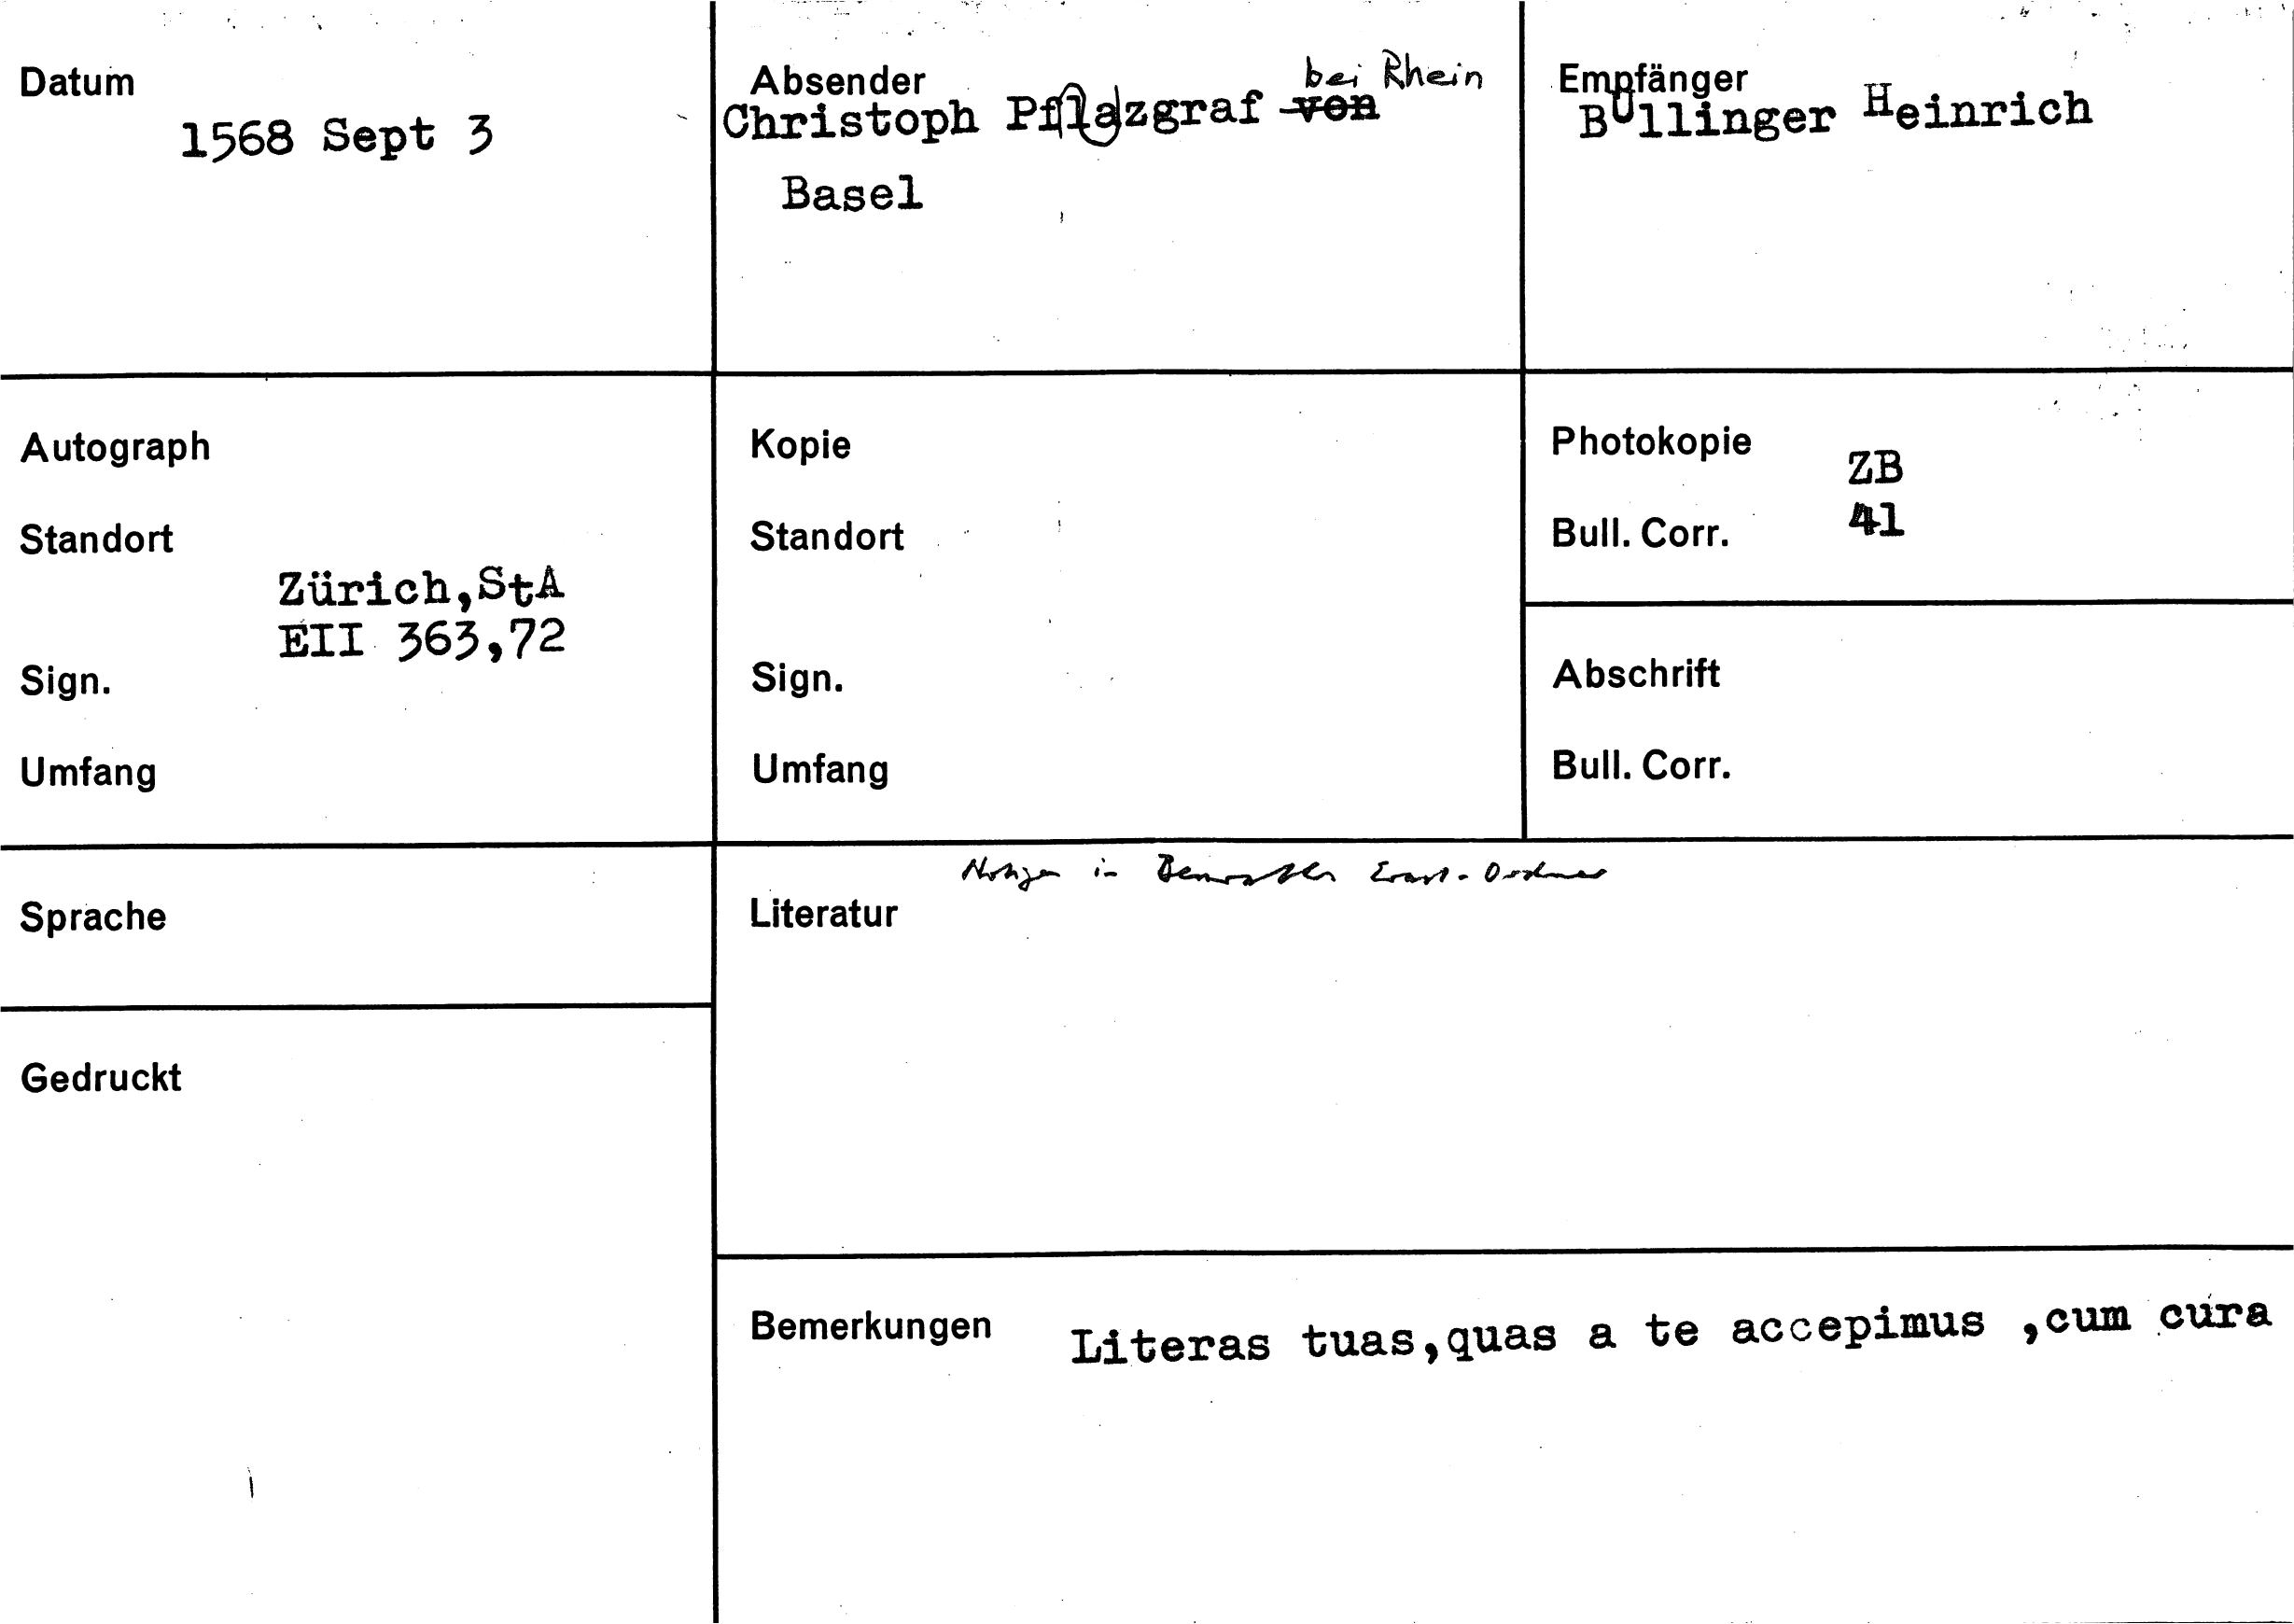 Datum
1568 Sept 3
Absender
bei Rhein
Christoph Pflazgraf von
Basel
Empfänger
Bullinger Heinrich
Autograph
Standort
Zürich,StA
EII 363,72
Sign.
Umfang
Kopie
Standort
Sign.
Umfang
Photokopie
ZB
Bull. Corr.
41
Abschrift
Bull. Corr.
Sprache
Gedruckt
Notizen in
Literatur
Bemerkungen
Literas tuas,quas a te accepimus ,cum cura